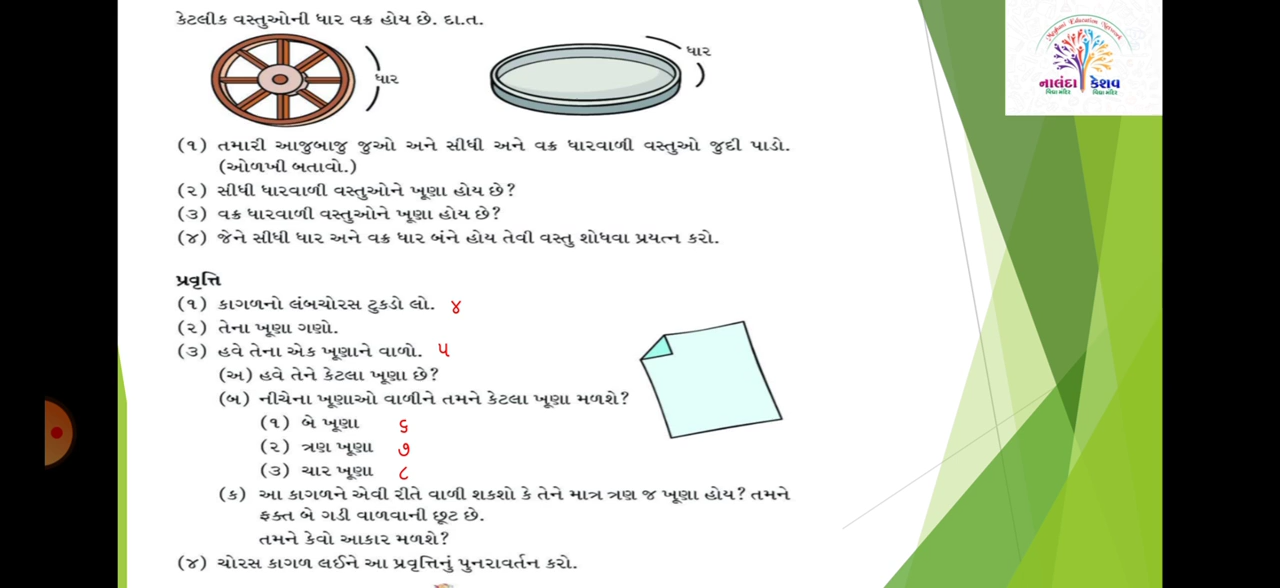 કેટલીક વસ્તુઓની ધાર વક્ર હોય છે. દા.ત.
ધાર
ધાર
Meghani Education Network
નાલંદા કેશવ
વિદ્યા મંદિર વિદ્યા મંદિર
(૧) તમારી આજુબાજુ જુઓ અને સીધી અને વક્ર ધારવાળી વસ્તુઓ જુદી પાડો.
(ઓળખી બતાવો.)
(૨) સીધી ધારવાળી વસ્તુઓને ખૂણા હોય છે?
(૩) વક્ર ધારવાળી વસ્તુઓને ખૂણા હોય છે?
(૪) જેને સીધી ધાર અને વક્ર ધાર બંને હોય તેવી વસ્તુ શોધવા પ્રયત્ન કરો.
પ્રવૃત્તિ
(૧) કાગળનો લંબચોરસ ટુકડો લો. ૪
(૨) તેના ખૂણા ગણો.
(૩) હવે તેના એક ખૂણાને વાળો. ૫
(અ) હવે તેને કેટલા ખૂણા છે?
(બ) નીચેના ખૂણાઓ વાળીને તમને કેટલા ખૂણા મળશે?
(૧) બે ખૂણા ૬
(૨) ત્રણ ખૂણા ૭
(૩) ચાર ખૂણા ૮
(ક) આ કાગળને એવી રીતે વાળી શકશો કે તેને માત્ર ત્રણ જ ખૂણા હોય? તમને
ફક્ત બે ગડી વાળવાની છૂટ છે.
તમને કેવો આકાર મળશે?
(૪) ચોરસ કાગળ લઈને આ પ્રવૃત્તિનું પુનરાવર્તન કરો.